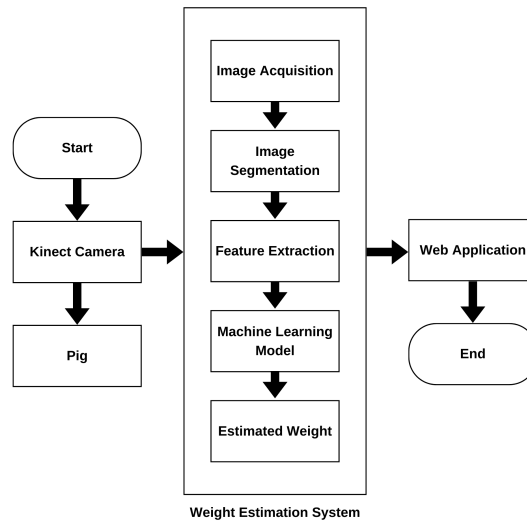 Start
Kinect Camera
Pig
Image Acquisition
Image
Segmentation
Feature Extraction
Machine Learning
Model
Estimated Weight
Weight Estimation System
Web Application
End